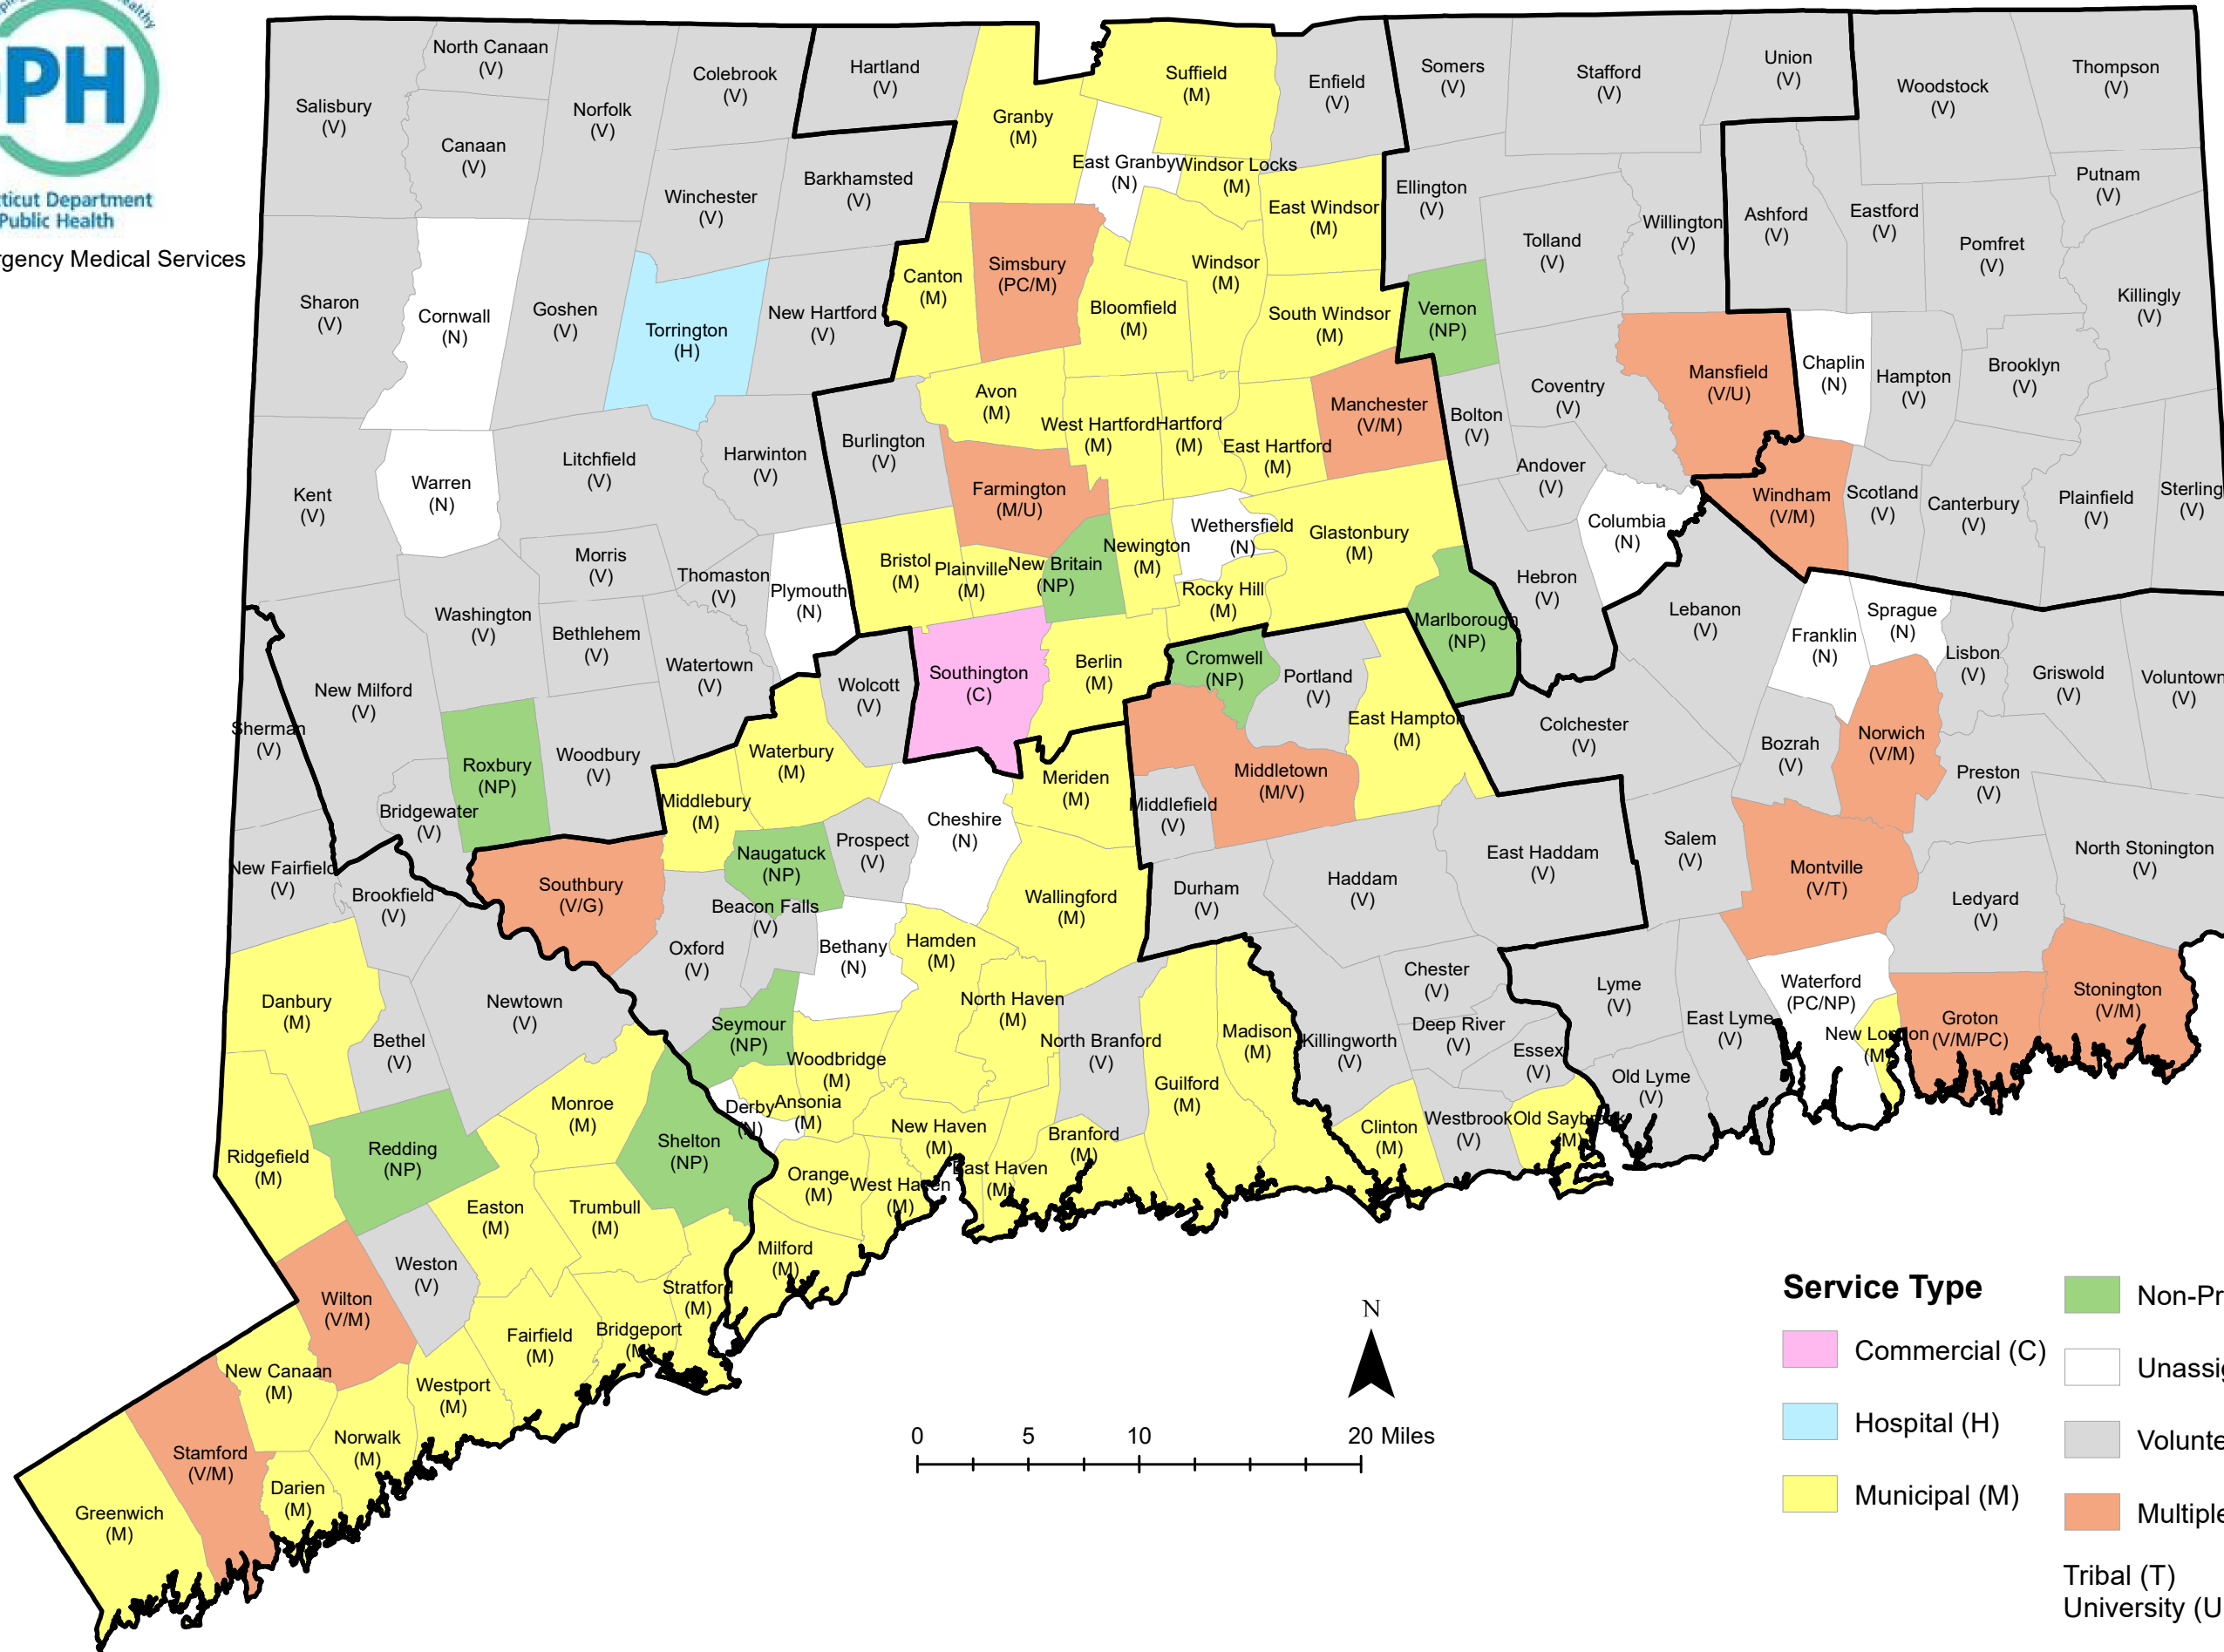 PH
ticut Department
Public Health
gency Medical Services
North Canaan
(V)
Colebrook
(V)
Hartland
(V)
Suffield
(M)
Enfield
(V)
Somers
(V)
Stafford
(V)
Union
(V)
Woodstock
(V)
Thompson
(V)
Salisbury
(V)
Canaan
(V)
Norfolk
(V)
Granby
(M)
East Granby
(N)
Windsor Locks
(M)
Winchester
(V)
Barkhamsted
(V)
East Windsor
(M)
Ellington
(V)
Tolland
(V)
Willington
(V)
Ashford
(V)
Eastford
(V)
Pomfret
(V)
Putnam
(V)
Killingly
(V)
Sharon
(V)
Cornwall
(N)
Goshen
(V)
Torrington
(H)
New Hartford
(V)
Canton
(M)
Simsbury
(PC/M)
Bloomfield
(M)
Windsor
(M)
South Windsor
(M)
Vernon
(NP)
Mansfield
(V/U)
Chaplin
(N)
Hampton
(V)
Brooklyn
(V)
Avon
(M)
West Hartford
(M)
Hartford
(M)
East Hartford
(M)
Manchester
(V/M)
Bolton
(V)
Coventry
(V)
Andover
(V)
Kent
(V)
Warren
(N)
Litchfield
(V)
Harwinton
(V)
Burlington
(V)
Farmington
(M/U)
Wethersfield
(N)
Glastonbury
(M)
Columbia
(N)
Windham
(V/M)
Scotland
(V)
Canterbury
(V)
Plainfield
(V)
Sterling
(V)
Morris
(V)
Thomaston
(V)
Plymouth
(N)
Bristol
(M)
Plainville
(M)
New Britain
(NP)
Newington
(M)
Rocky Hill
(M)
Hebron
(V)
Lebanon
(V)
Franklin
(N)
Sprague
(N)
Lisbon
(V)
Griswold
(V)
Voluntown
(V)
Washington
(V)
Bethlehem
(V)
Watertown
(V)
Wolcott
(V)
Southington
(C)
Berlin
(M)
Cromwell
(NP)
Portland
(V)
East Hampton
(M)
Marlborough
(NP)
Colchester
(V)
Bozrah
(V)
Norwich
(V/M)
Preston
(V)
New Milford
(V)
Sherman
(V)
Roxbury
(NP)
Woodbury
(V)
Waterbury
(M)
Middlebury
(M)
Bridgewater
(V)
Naugatuck
(NP)
Prospect
(V)
Cheshire
(N)
Meriden
(M)
Middlefield
(V)
Middletown
(M/V)
East Haddam
(V)
Salem
(V)
Montville
(V/T)
North Stonington
(V)
New Fairfield
(V)
Brookfield
(V)
Southbury
(V/G)
Oxford
(V)
Beacon Falls
(V)
Bethany
(N)
Hamden
(M)
Wallingford
(M)
Durham
(V)
Haddam
(V)
Ledyard
(V)
Danbury
(M)
Bethel
(V)
Newtown
(V)
Seymour
(NP)
Woodbridge
(M)
North Haven
(M)
North Branford
(V)
Guilford
(M)
Madison
(M)
Killingworth
(V)
Chester
(V)
Deep River
(V)
Essex
(V)
Lyme
(V)
East Lyme
(V)
Old Lyme
(V)
Waterford
(PC/NP)
New London
(M)
Groton
(V/M/PC)
Stonington
(V/M)
Ridgefield
(M)
Redding
(NP)
Monroe
(M)
Shelton
(NP)
Derby
(N)
Ansonia
(M)
Orange
(M)
New Haven
(M)
West Haven
(M)
East Haven
(M)
Branford
(M)
Clinton
(M)
Westbrook
(V)
Old Saybrook
(M)
Easton
(M)
Trumbull
(M)
Milford
(M)
Stratford
(M)
Weston
(V)
Wilton
(V/M)
Fairfield
(M)
Bridgeport
(M)
New Canaan
(M)
Westport
(M)
Norwalk
(M)
Darien
(M)
Stamford
(V/M)
Greenwich
(M)
N
0 5 10 20 Miles
Service Type
Commercial (C)
Hospital (H)
Municipal (M)
Non-Pr
Unassig
Volunte
Multiple
Tribal (T)
University (U